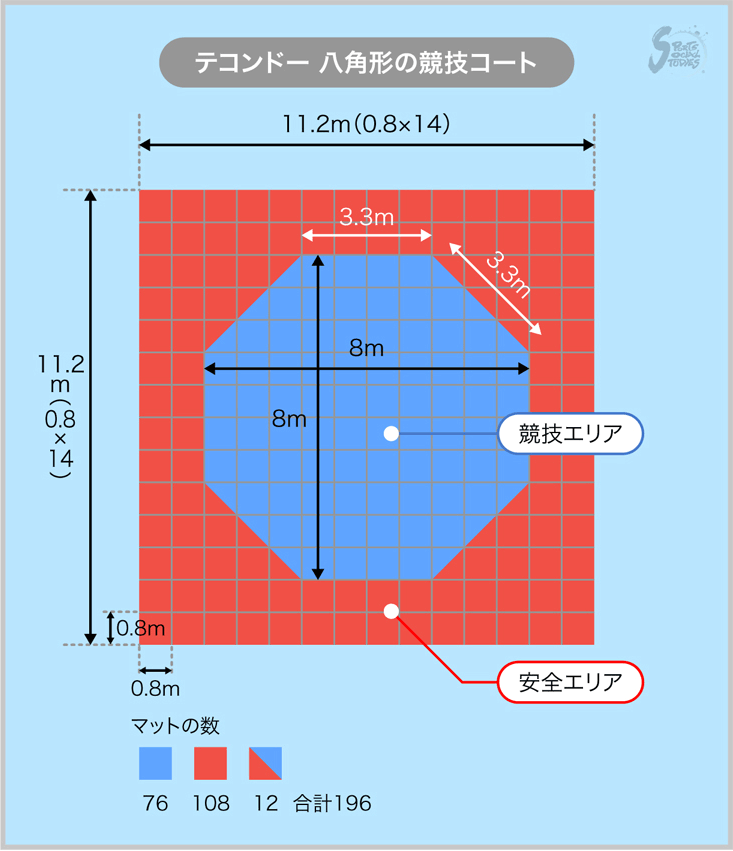 SPORTS
SOCIAL
STORIES
テコンドー 八角形の競技コート
11.2m(0.8×14)
3.3m
3.3m
8m
8m
11.2
m
(0.8
×
14)
競技エリア
0.8m
0.8m
安全エリア
マットの数
76 108 12 合計196